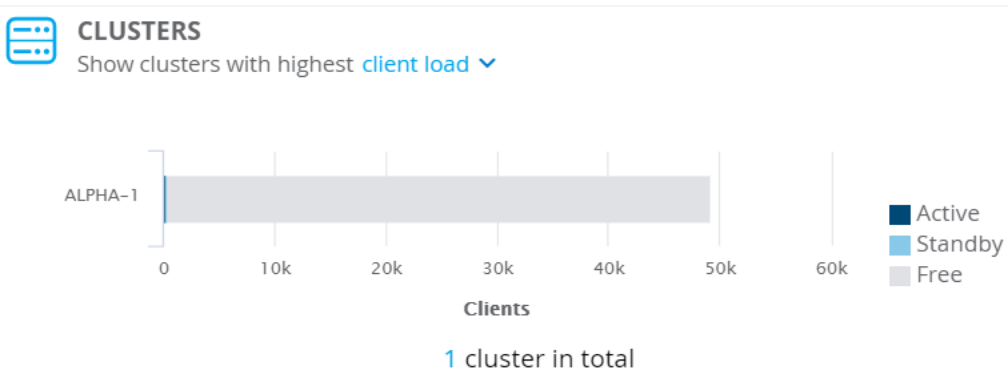 CLUSTERS
Show clusters with highest client load
ALPHA-1
0 10k 20k 30k 40k 50k 60k
Clients
Active
Standby
Free
1 cluster in total